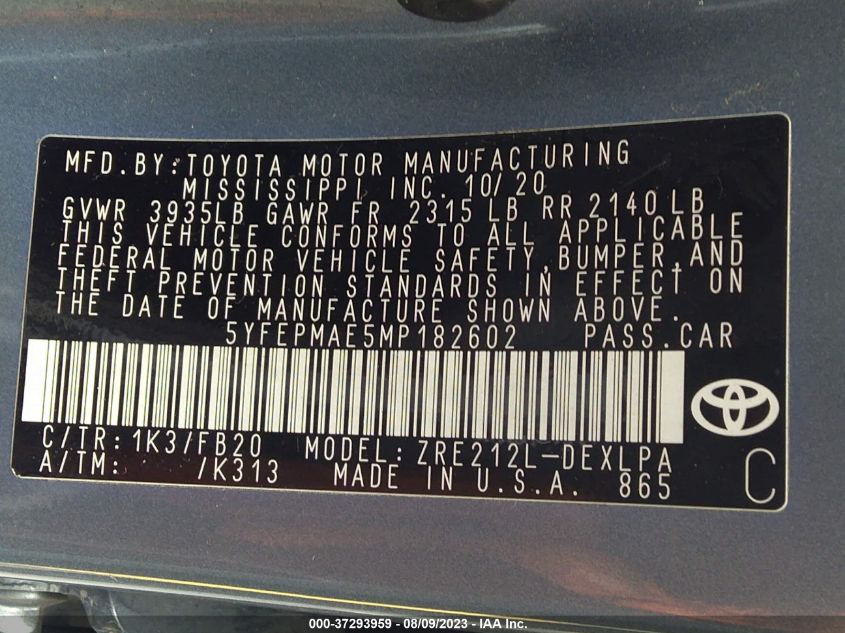 MFD.BY:TOYOTA MOTOR MANUFACTURING
MISSISSIPPI INC. 10/20
GVWR 3935LB GAWR FR 2315 LB RR 2140 LB
THIS VEHICLE CONFORMS TO ALL APPLICABLE
FEDERAL MOTOR VEHICLE SAFETY, BUMPER, AND
THEFT PREVENTION STANDARDS IN EFFECT ON
THE DATE OF MANUFACTURE SHOWN ABOVE.
5YFEPMAE5MP182602 PASS.CAR
C/TR: 1K3/FB20 MODEL: ZRE212L-DEXLPA
A/TM: /K313 MADE IN U.S.A. 865 C
000-37293959 - 08/09/2023 - IAA Inc.